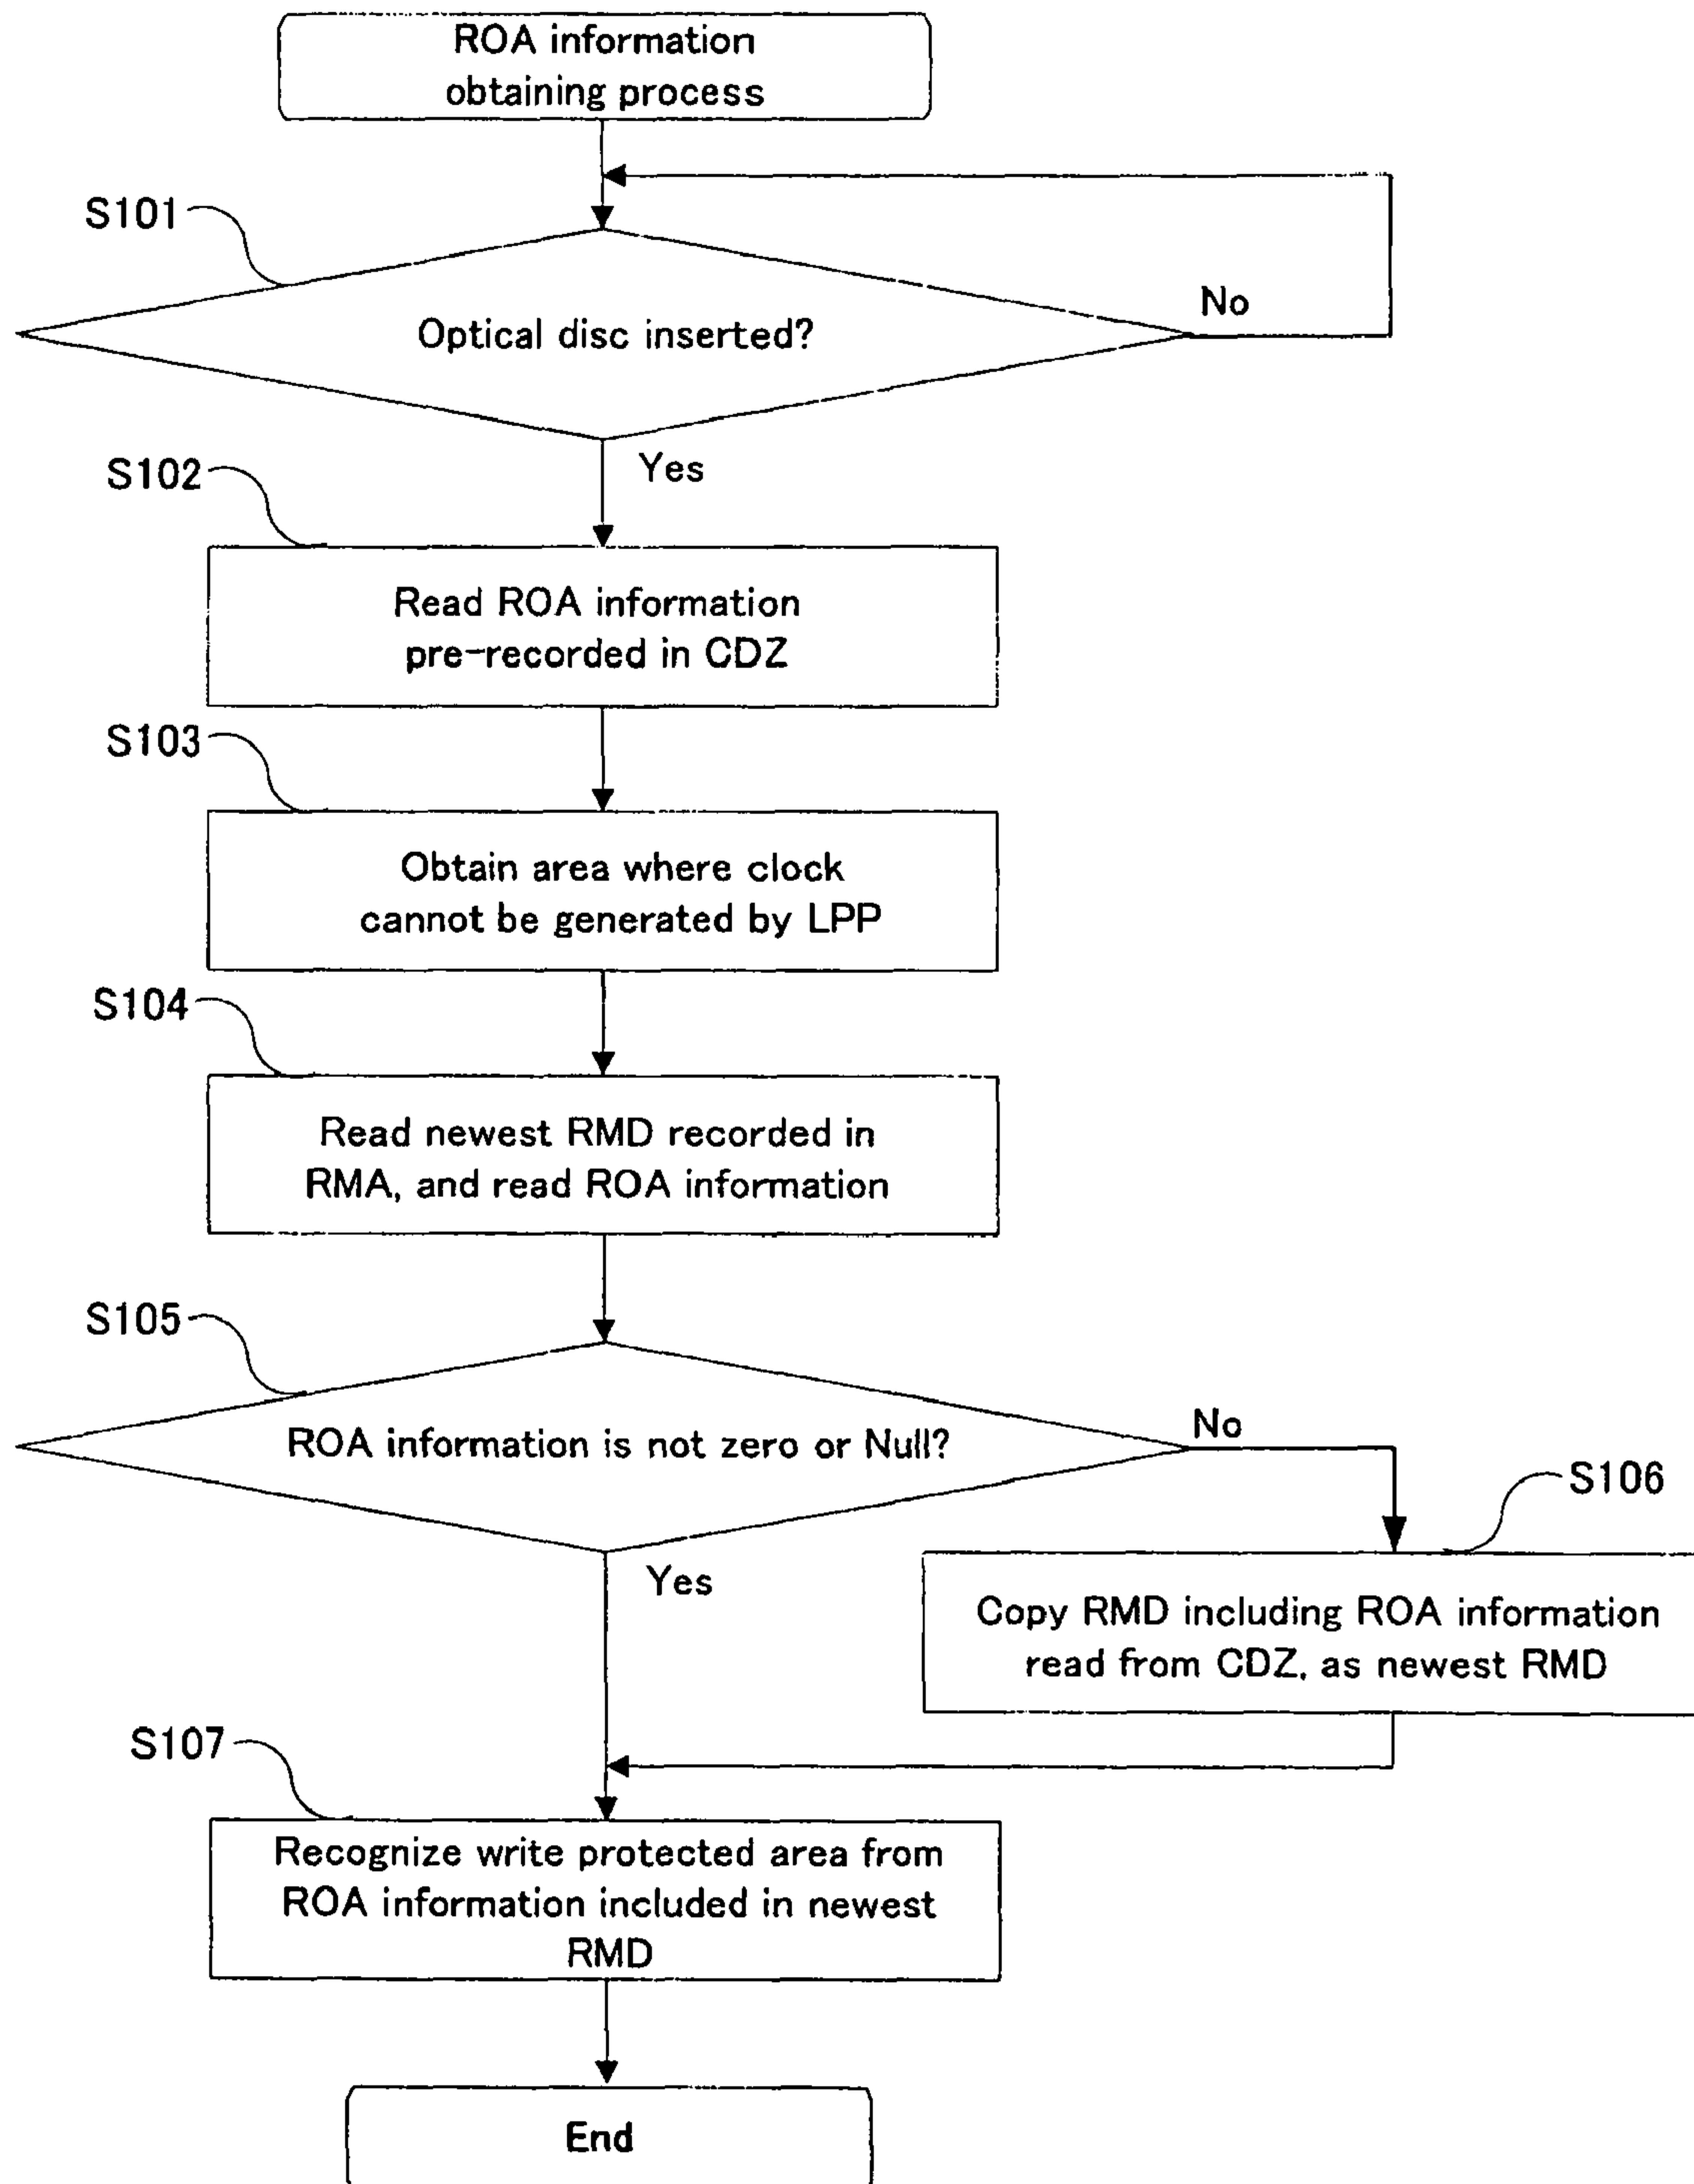 ROA information
obtaining process
S101
Optical disc inserted?
No
Yes
S102
Read ROA information
pre-recorded in CDZ
S103
Obtain area where clock
cannot be generated by LPP
S104
Read newest RMD recorded in
RMA, and read ROA information
S105
ROA information is not zero or Null?
No
Yes
S106
Copy RMD including ROA information
read from CDZ, as newest RMD
S107
Recognize write protected area from
ROA information included in newest
RMD
End